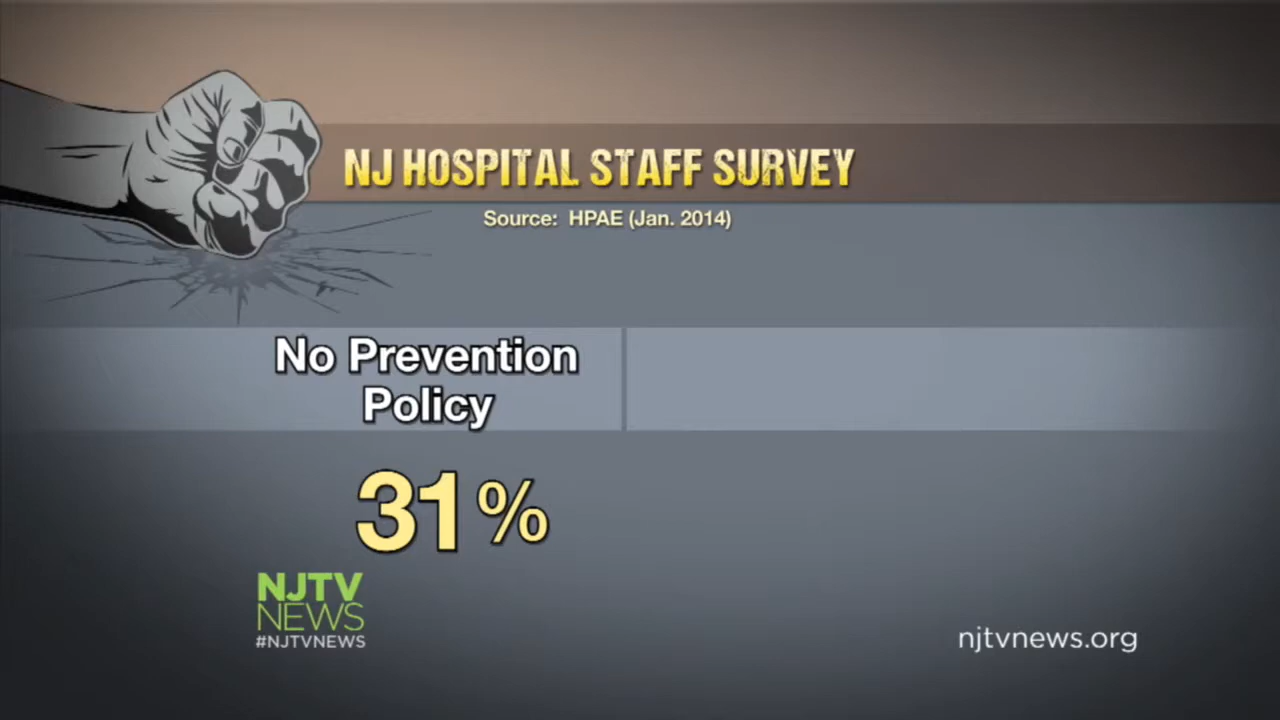 NJ HOSPITAL STAFF SURVEY
Source: HPAE (Jan. 2014)
No Prevention
Policy
31%
NJTV
NEWS
#NJTVNEWS
njtvnews.org